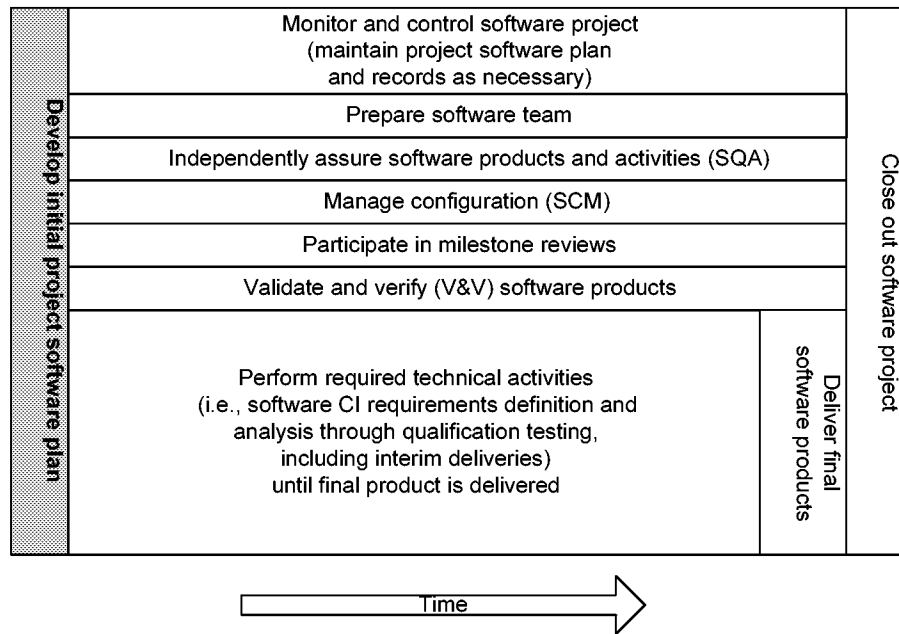 Develop initial project software plan
Monitor and control software project
(maintain project software plan
and records as necessary)
Prepare software team
Independently assure software products and activities (SQA)
Manage configuration (SCM)
Participate in milestone reviews
Validate and verify (V&V) software products
Perform required technical activities
(i.e., software CI requirements definition and
analysis through qualification testing,
including interim deliveries)
until final product is delivered
Deliver final
software products
Close out software project
Time